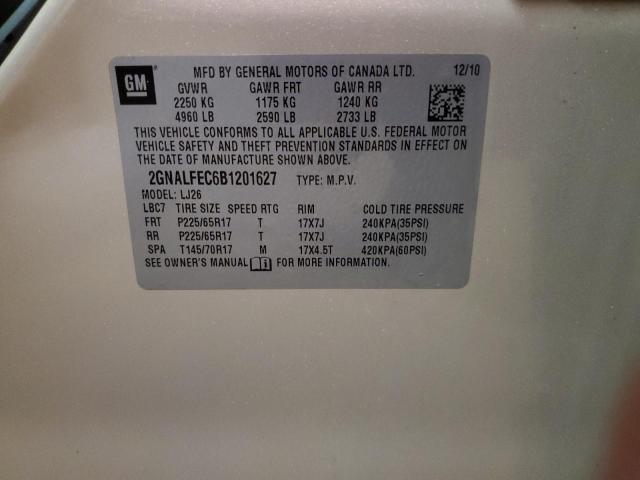 GM MFD BY GENERAL MOTORS OF CANADA LTD. 12/10
GVWR GAWR FRT GAWR RR
2250 KG 1175 KG 1240 KG
4960 LB 2590 LB 2733 LB
THIS VEHICLE CONFORMS TO ALL APPLICABLE U.S. FEDERAL MOTOR
VEHICLE SAFETY AND THEFT PREVENTION STANDARDS IN EFFECT ON
THE DATE OF MANUFACTURE SHOWN ABOVE.
2GNALFEC6B1201627 TYPE: M.P.V.
MODEL: LJ26
LBC7 TIRE SIZE SPEED RTG RIM COLD TIRE PRESSURE
FRT P225/65R17 T 17X7J 240KPA(35PSI)
RR P225/65R17 T 17X7J 240KPA(35PSI)
SPA T145/70R17 M 17X4.5T 420KPA(60PSI)
SEE OWNER'S MANUAL FOR MORE INFORMATION.